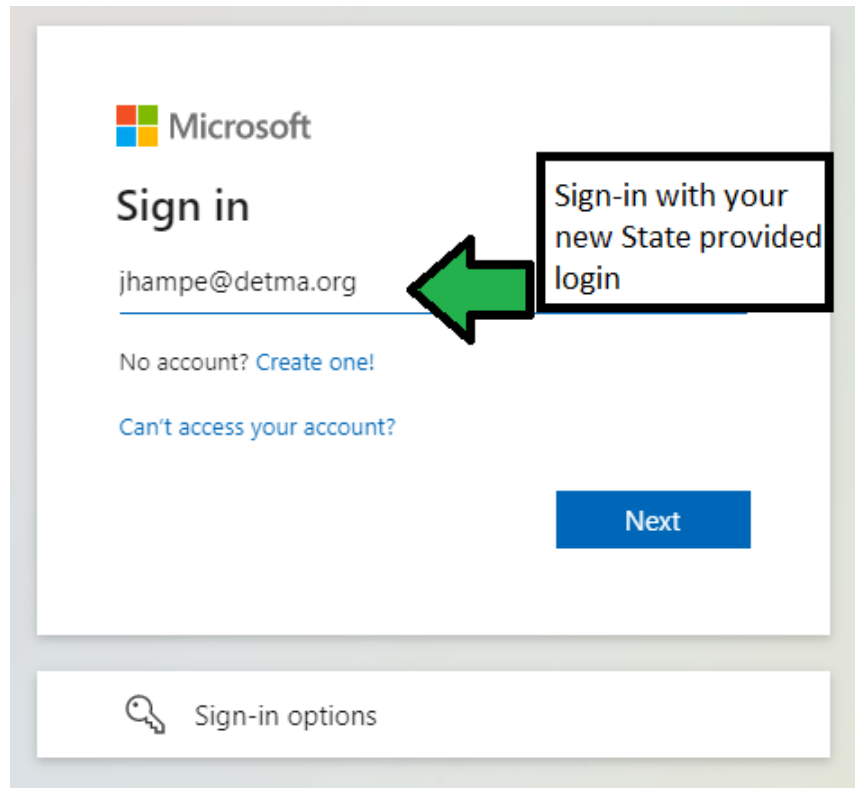 Microsoft
Sign in
Sign-in with your
new State provided
login
jhampe@detma.org
No account? Create one!
Can't access your account?
Next
Sign-in options